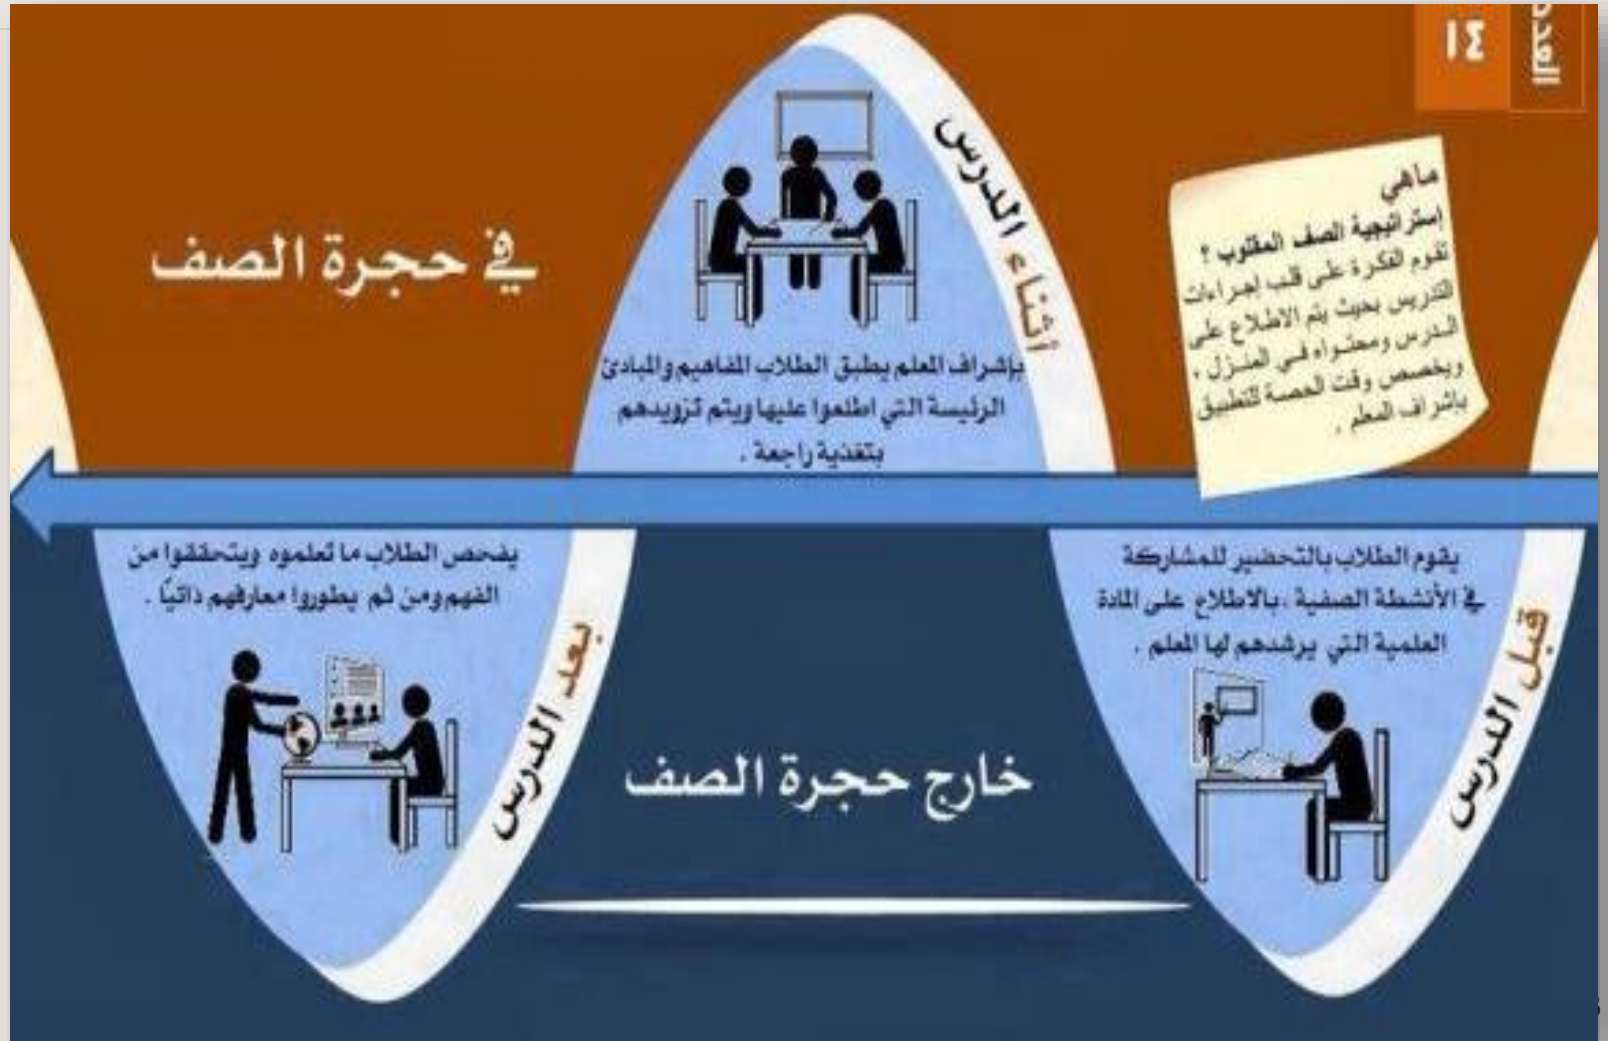 العدد
١٤
ماهي
إستراتيجية الصف المقلوب ؟
تقوم الفكرة على قلب إجراءات
التدريس بحيث يتم الاطلاع على
الدرس ومحتواه في المنزل ،
ويخصص وقت الحصة للتطبيق
بإشراف المعلم .
أثناء الدرس
بإشراف المعلم يطبق الطلاب المفاهيم والمبادئ
الرئيسة التي اطلعوا عليها ويتم تزويدهم
بتغذية راجعة .
في حجرة الصف
قبل الدرس
يقوم الطلاب بالتحضير للمشاركة
في الأنشطة الصفية ، بالاطلاع على المادة
العلمية التي يرشدهم لها المعلم .
خارج حجرة الصف
بعد الدرس
يفحص الطلاب ما تعلموه ويتحققوا من
الفهم ومن ثم يطوروا معارفهم ذاتياً .